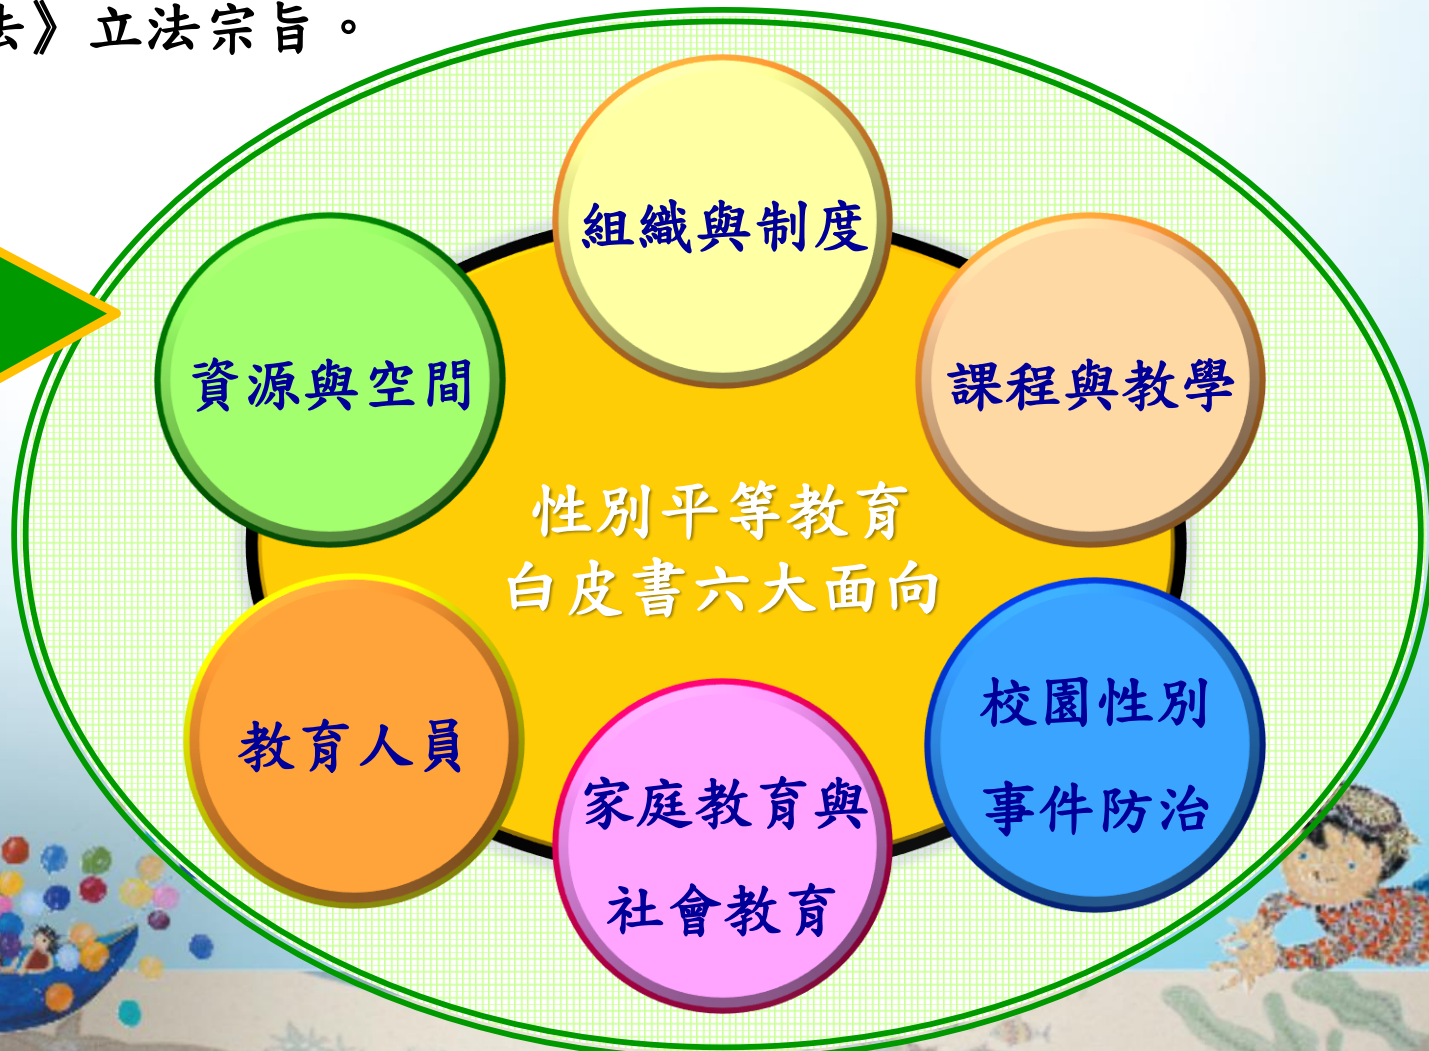 法》立法宗旨。
組織與制度
資源與空間
課程與教學
性別平等教育
白皮書六大面向
校園性別
事件防治
教育人員
家庭教育與
社會教育